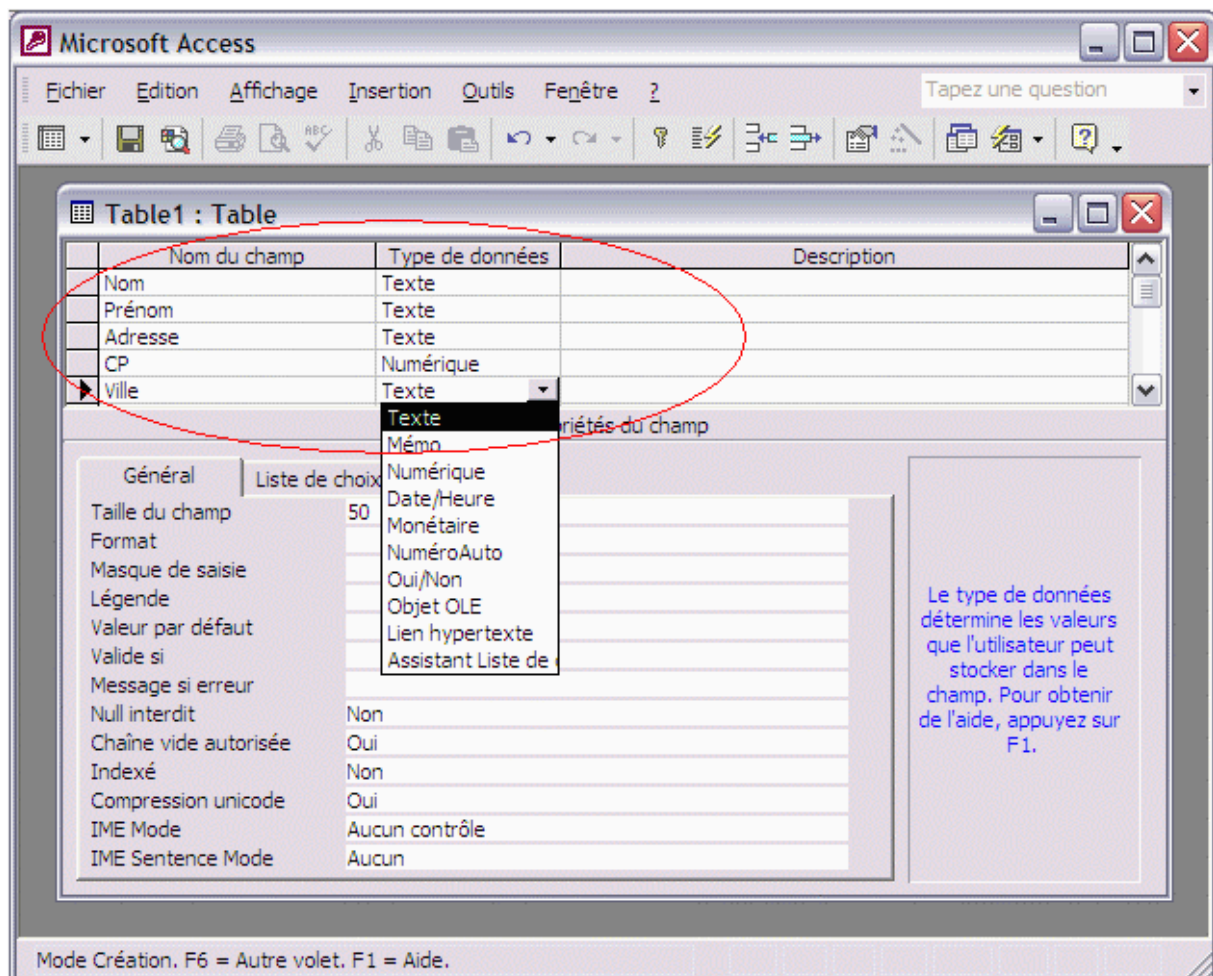 Microsoft Access
Fichier Edition Affichage Insertion Outils Fenêtre ? Tapez une question
ABC
Table1 : Table
Nom du champ Type de données Description
Nom Texte
Prénom Texte
Adresse Texte
CP Numérique
Ville Texte
Texte
Mémo
Numérique
Date/Heure
Monétaire
NuméroAuto
Oui/Non
Objet OLE
Lien hypertexte
Assistant Liste de
riétés du champ
Général Liste de choix
Taille du champ 50
Format
Masque de saisie
Légende
Valeur par défaut
Valide si
Message si erreur
Null interdit Non
Chaîne vide autorisée Oui
Indexé Non
Compression unicode Oui
IME Mode Aucun contrôle
IME Sentence Mode Aucun
Le type de données
détermine les valeurs
que l'utilisateur peut
stocker dans le
champ. Pour obtenir
de l'aide, appuyez sur
F1.
Mode Création. F6 = Autre volet. F1 = Aide.